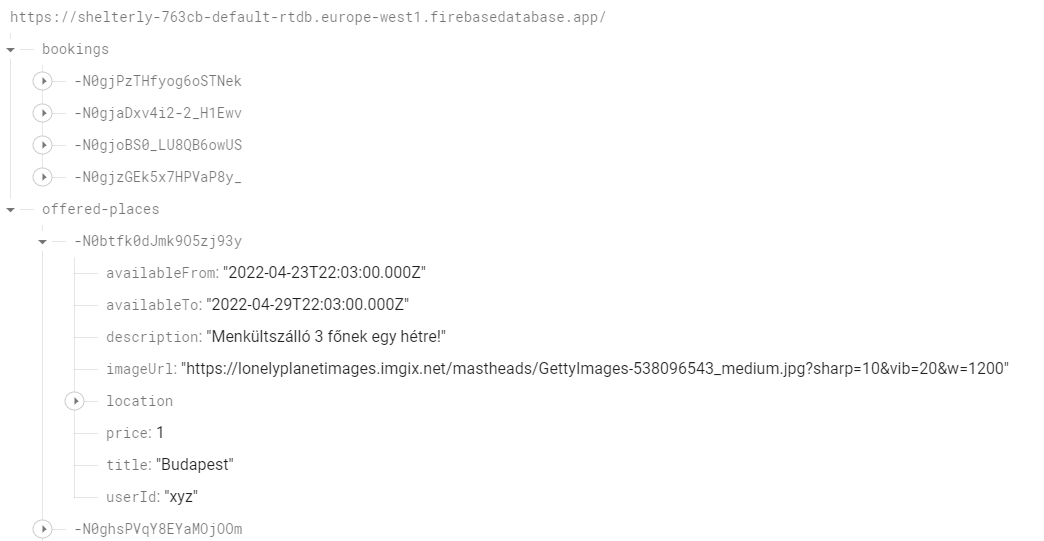 https://shelterly-763cb-default-rtdb.europe-west1.firebasedatabase.app/
bookings
-N0gjPzTHfyog6oSTNek
-N0gjaDxv4i2-2_H1Ewv
-N0gjoBS0_LU8QB6owUS
-N0gjzGEk5x7HPVaP8y_
offered-places
-N0btfk0dJmk9O5zj93y
availableFrom: "2022-04-23T22:03:00.000Z"
availableTo: "2022-04-29T22:03:00.000Z"
description: "Menkültszálló 3 főnek egy hétre!"
imageUrl: "https://lonelyplanetimages.imgix.net/mastheads/GettyImages-538096543_medium.jpg?sharp=10&vib=20&w=1200"
location
price: 1
title: "Budapest"
userId: "xyz"
-N0ghsPVqY8EYaMOjOOm